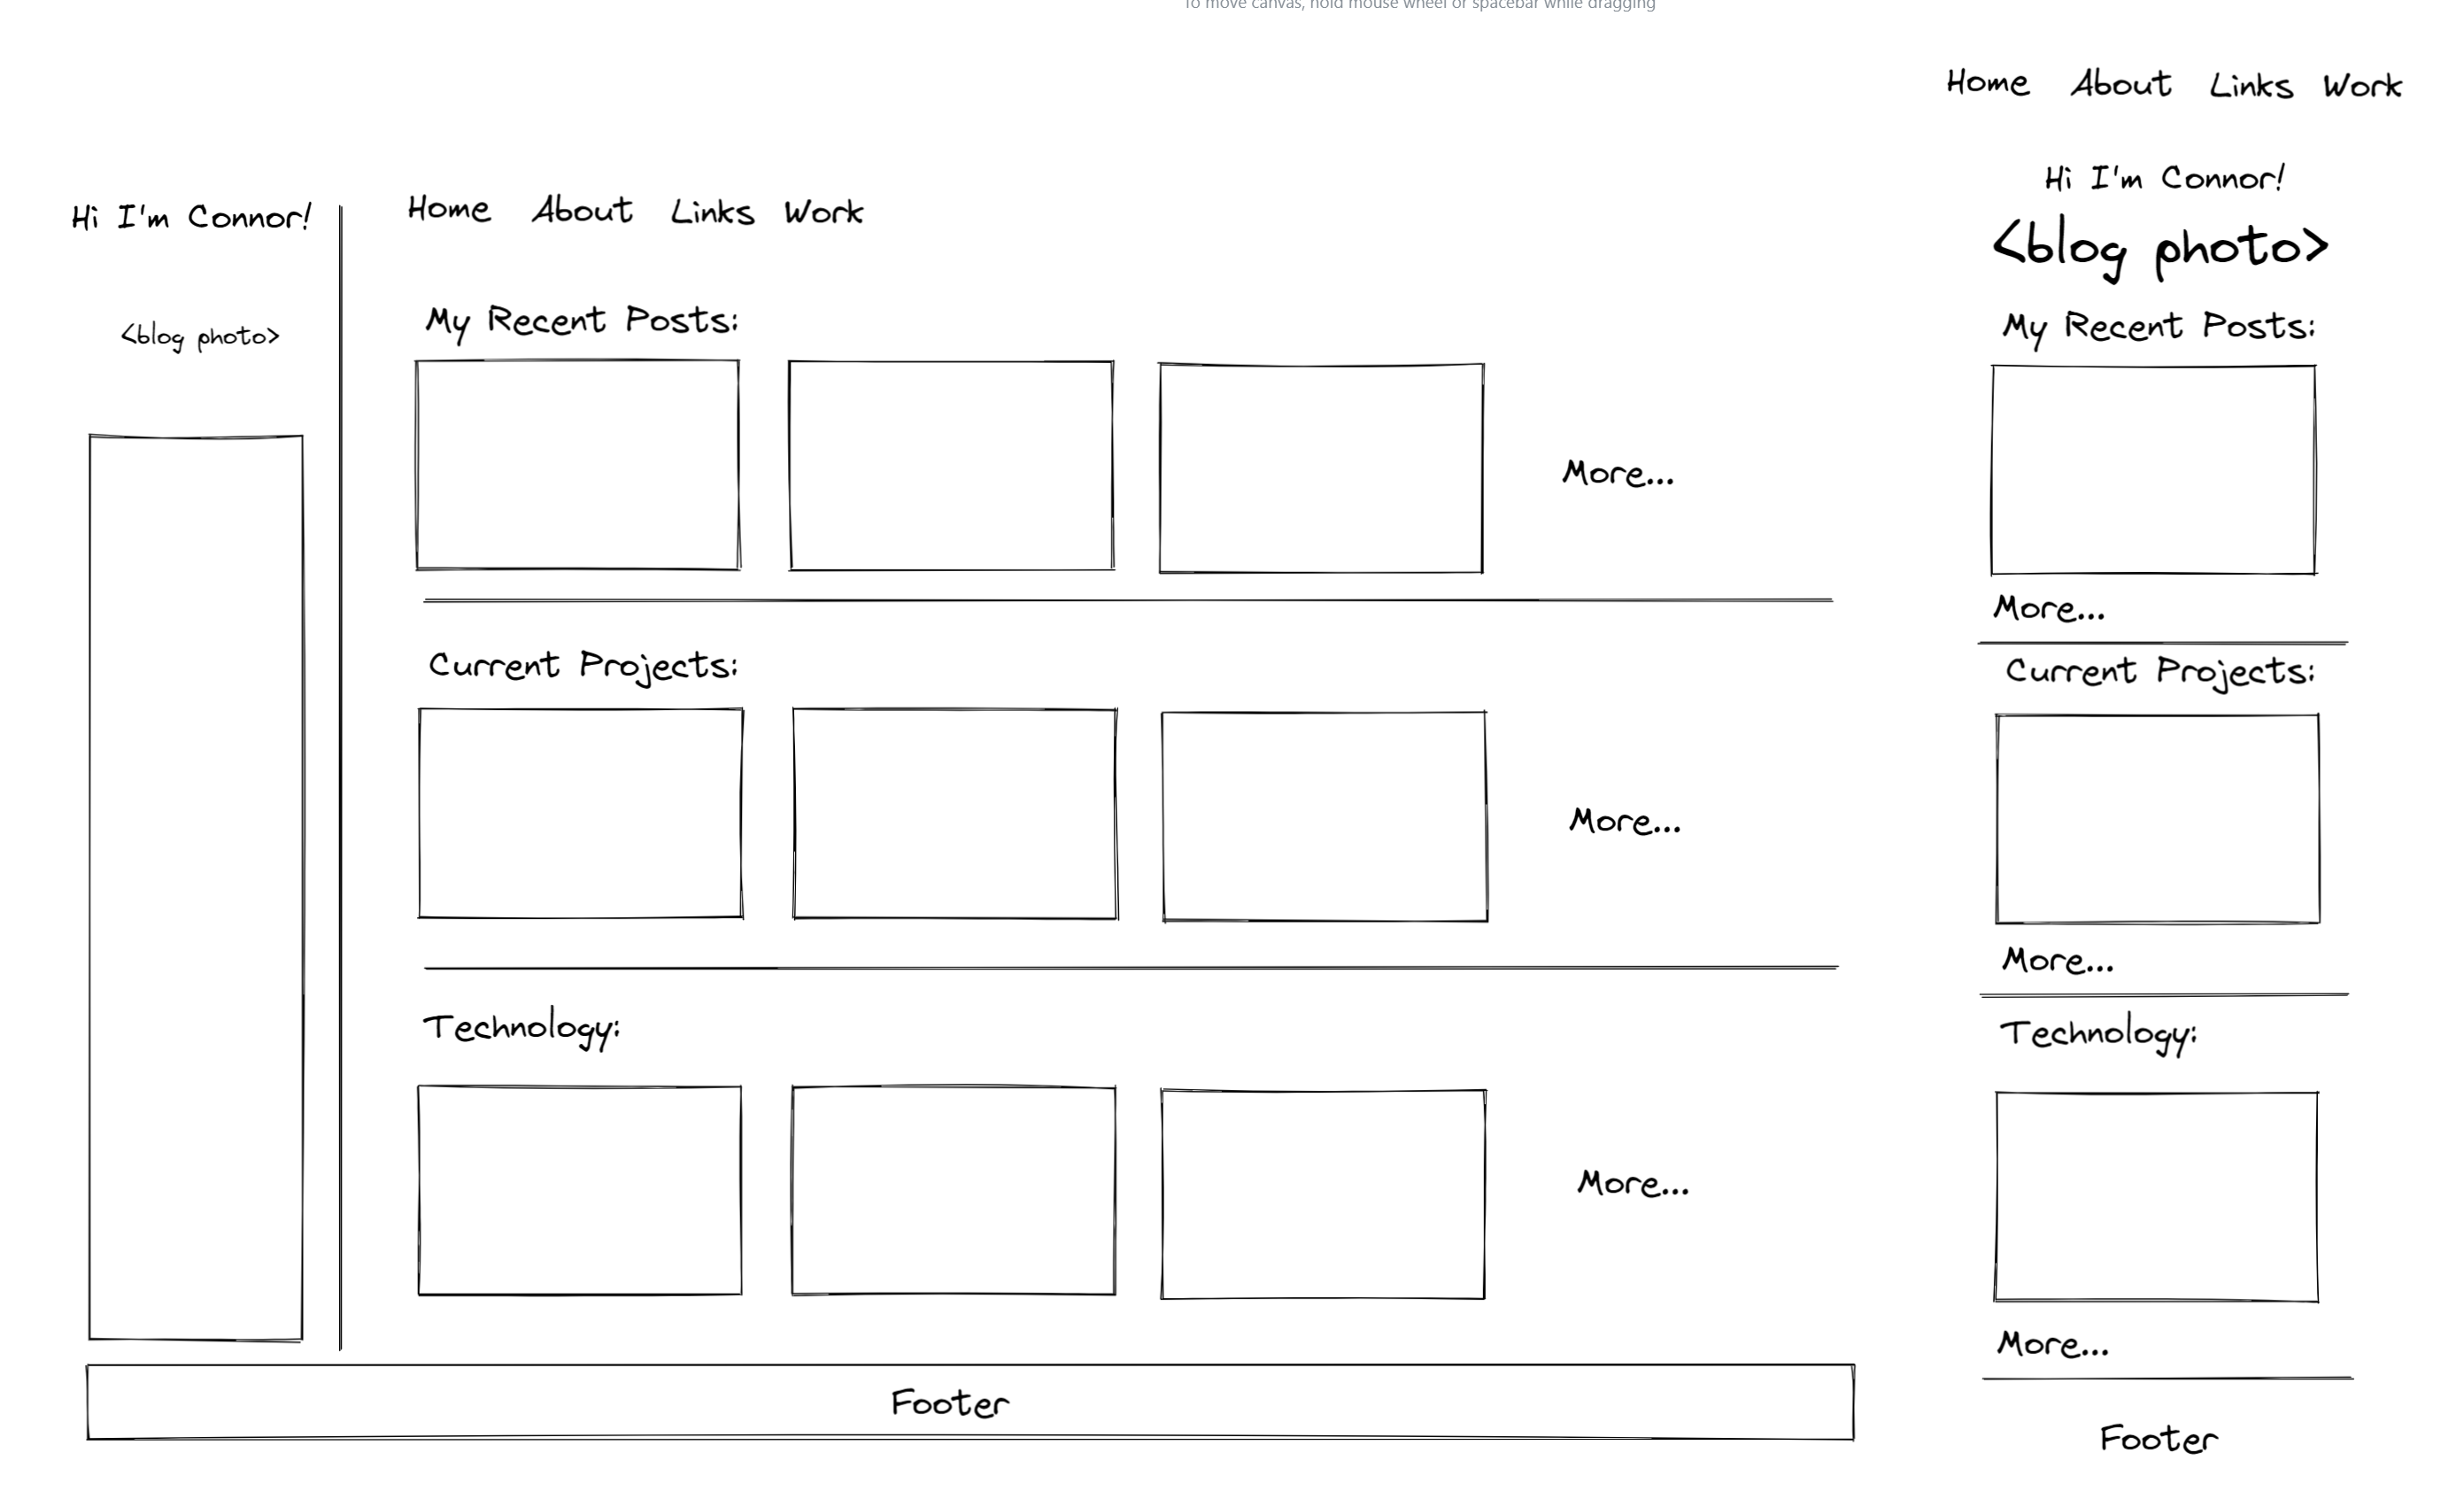 To move canvas, hold mouse wheel or spacebar while dragging
Hi I'm Connor!
<blog photo>
Home About Links Work
My Recent Posts:
More...
Current Projects:
More...
Technology:
More...
Footer
Home About Links Work
Hi I'm Connor!
<blog photo>
My Recent Posts:
More...
Current Projects:
More...
Technology:
More...
Footer